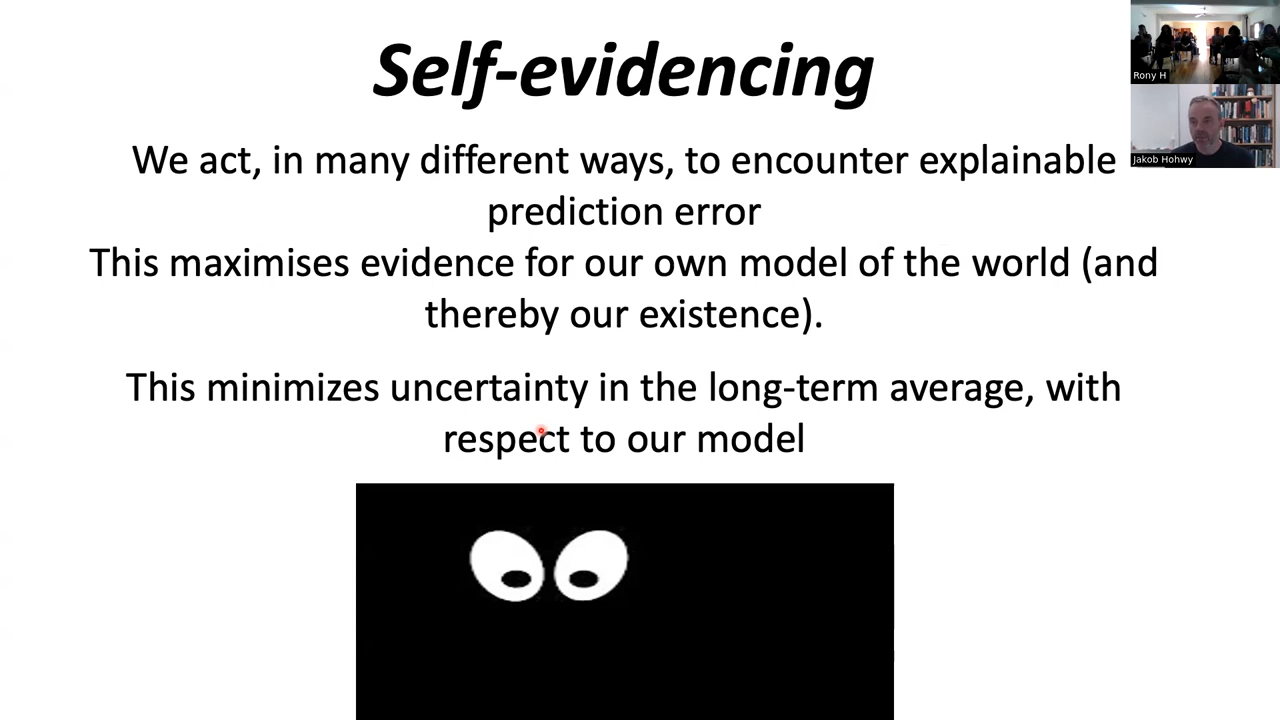 Self-evidencing
Rony H
We act, in many different ways, to encounter explainable
Jakob Hohwy
prediction error
This maximises evidence for our own model of the world (and
thereby our existence).
This minimizes uncertainty in the long-term average, with
respect to our model